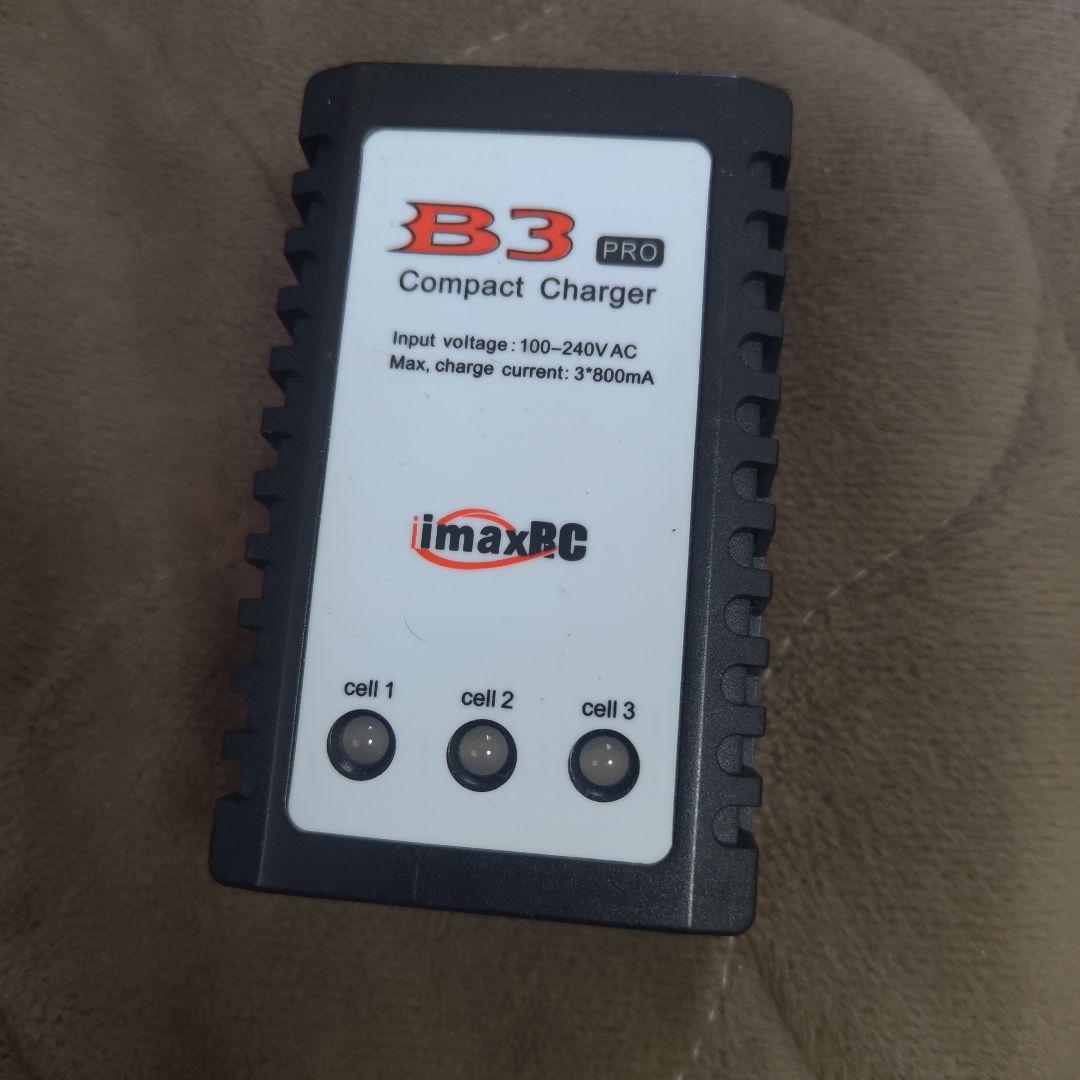 B3 PRO
Compact Charger
Input voltage: 100–240V AC
Max, charge current: 3*800mA
iimaxRC
cell 1 cell 2 cell 3